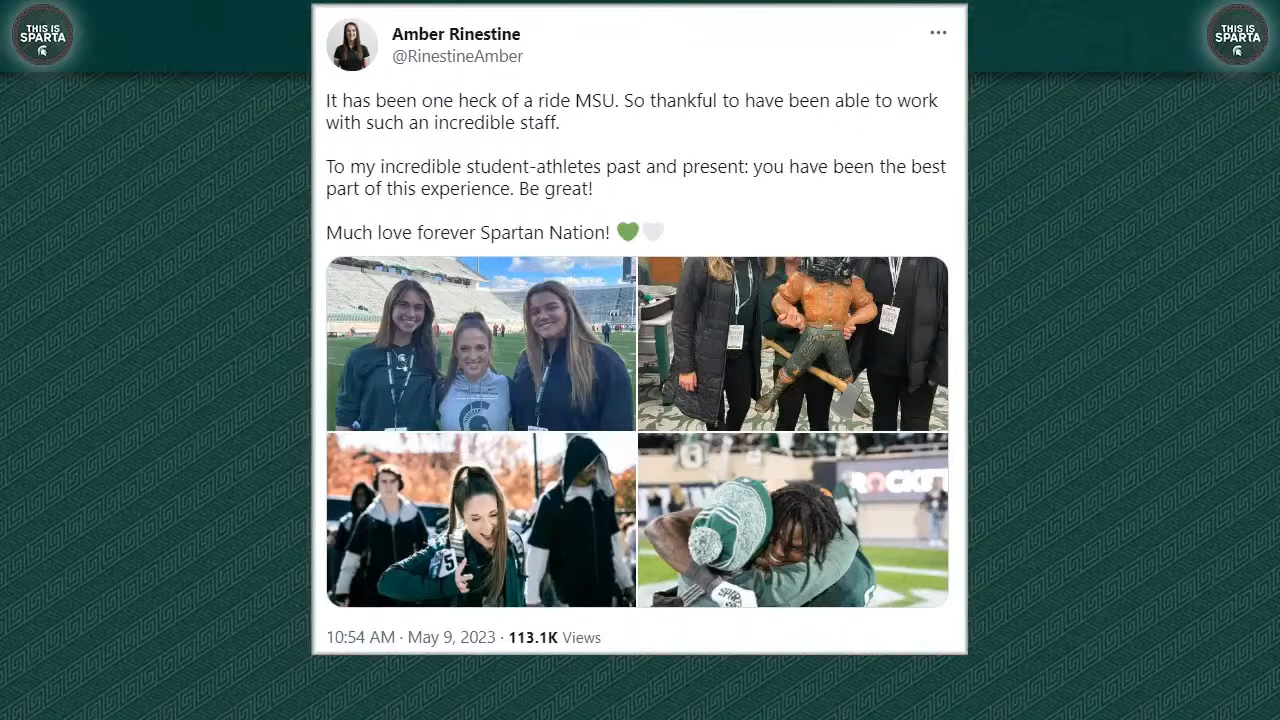 THIS IS
SPARTA
THIS IS
SPARTA
Amber Rinestine
@RinestineAmber
It has been one heck of a ride MSU. So thankful to have been able to work
with such an incredible staff.
To my incredible student-athletes past and present: you have been the best
part of this experience. Be great!
Much love forever Spartan Nation! 💚🤍
10:54 AM · May 9, 2023 · 113.1K Views